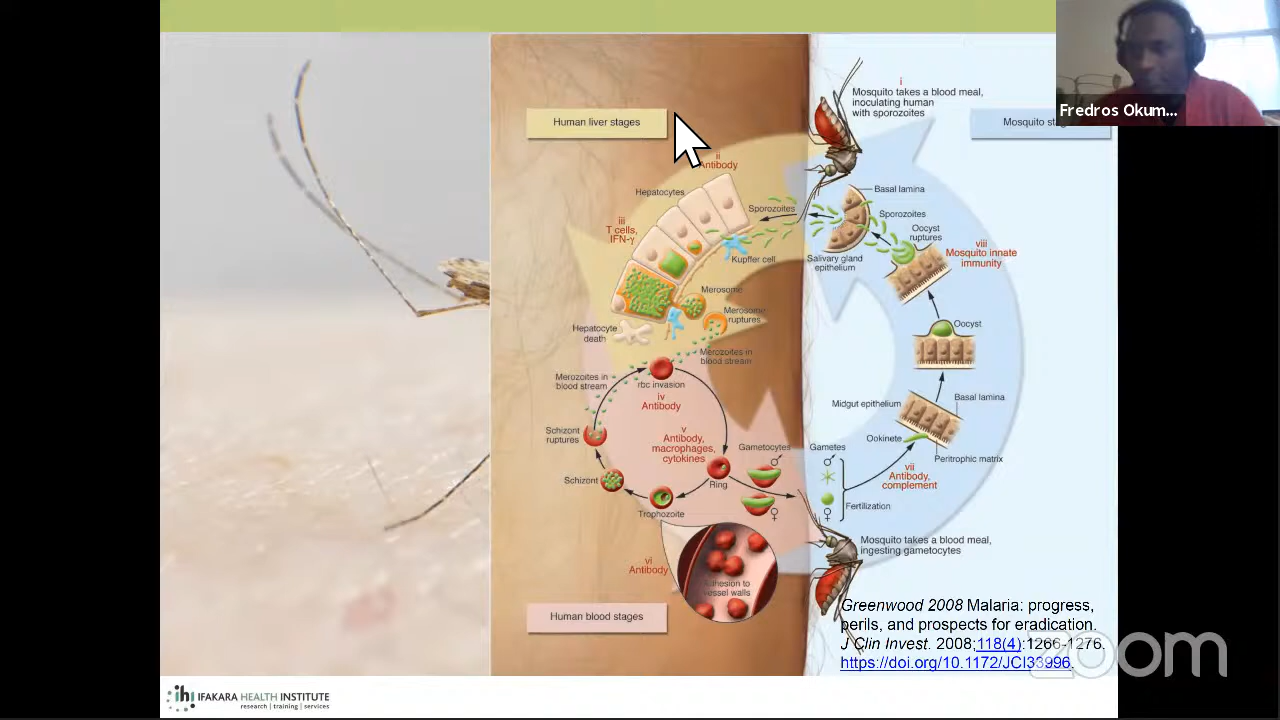 Fredros Okum...
Human liver stages
i
Mosquito takes a blood meal,
inoculating human
with sporozoites
ii
Antibody
Hepatocytes
Basal lamina
Sporozoites
Sporozoites
Oocyst
ruptures
iii
T cells,
IFN-γ
viii
Mosquito innate
immunity
Kupffer cell
Salivary gland
epithelium
Merosome
Merosome
ruptures
Hepatocyte
death
Oocyst
Merozoites in
blood stream
Merozoites in
blood stream
rbc invasion
iv
Antibody
Basal lamina
Midgut epithelium
Schizont
ruptures
v
Antibody,
macrophages,
cytokines
Gametocytes
Gametes
Ookinete
Peritrophic matrix
vii
Antibody,
complement
Schizont
Ring
Trophozoite
Fertilization
Mosquito takes a blood meal,
ingesting gametocytes
vi
Antibody
Adhesion to
vessel walls
Human blood stages
Greenwood 2008 Malaria: progress,
perils, and prospects for eradication.
J Clin Invest. 2008;118(4):1266-1276.
https://doi.org/10.1172/JCI33996.
zoom
ihi IFAKARA HEALTH INSTITUTE
research | training | services